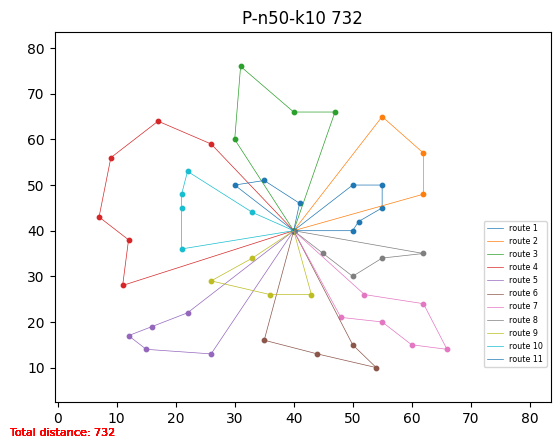 P-n50-k10 732
80
70
60
50
40
30
20
10
0 10 20 30 40 50 60 70 80
route 1
route 2
route 3
route 4
route 5
route 6
route 7
route 8
route 9
route 10
route 11
Total distance: 732